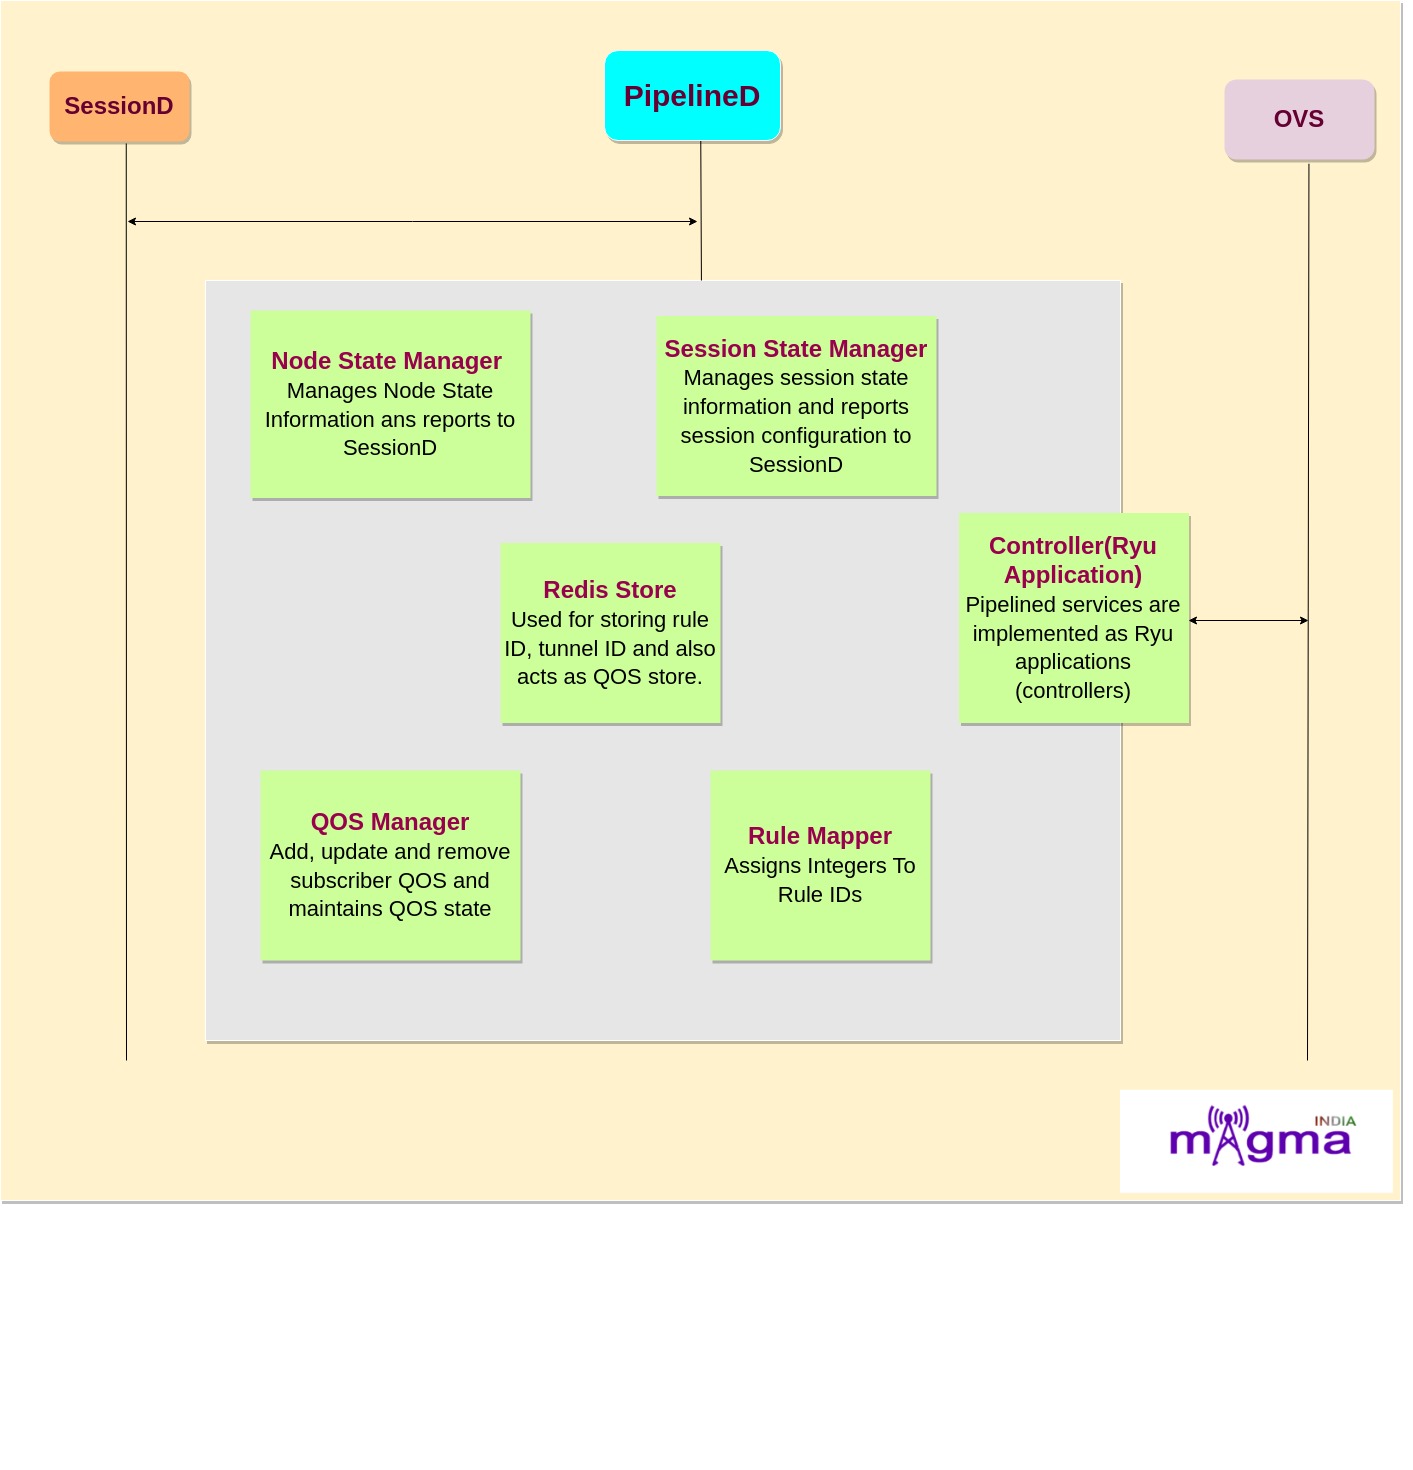 SessionD
PipelineD
OVS
Node State Manager
Manages Node State
Information ans reports to
SessionD
Session State Manager
Manages session state
information and reports
session configuration to
SessionD
Controller(Ryu
Application)
Pipelined services are
implemented as Ryu
applications
(controllers)
Redis Store
Used for storing rule
ID, tunnel ID and also
acts as QOS store.
QOS Manager
Add, update and remove
subscriber QOS and
maintains QOS state
Rule Mapper
Assigns Integers To
Rule IDs
INDIA
magma